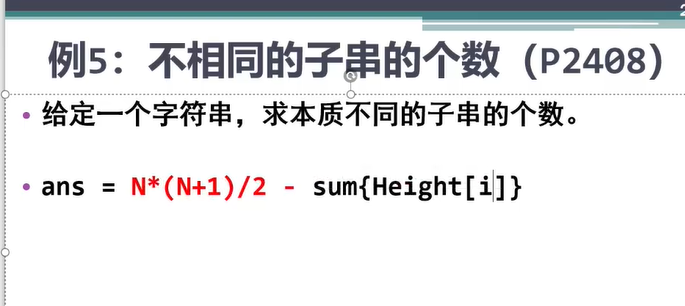 例5：不相同的子串的个数（P2408）
• 给定一个字符串，求本质不同的子串的个数。
• ans = N*(N+1)/2 - sum{Height[i]}